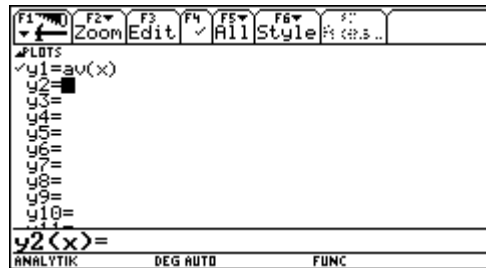 F1 F2 Zoom F3 Edit F4 ✓ F5 All F6 Style
PLOTS
✓y1=av(x)
y2=
y3=
y4=
y5=
y6=
y7=
y8=
y9=
y10=
y2(x)=
ANALYTIK DEG AUTO FUNC